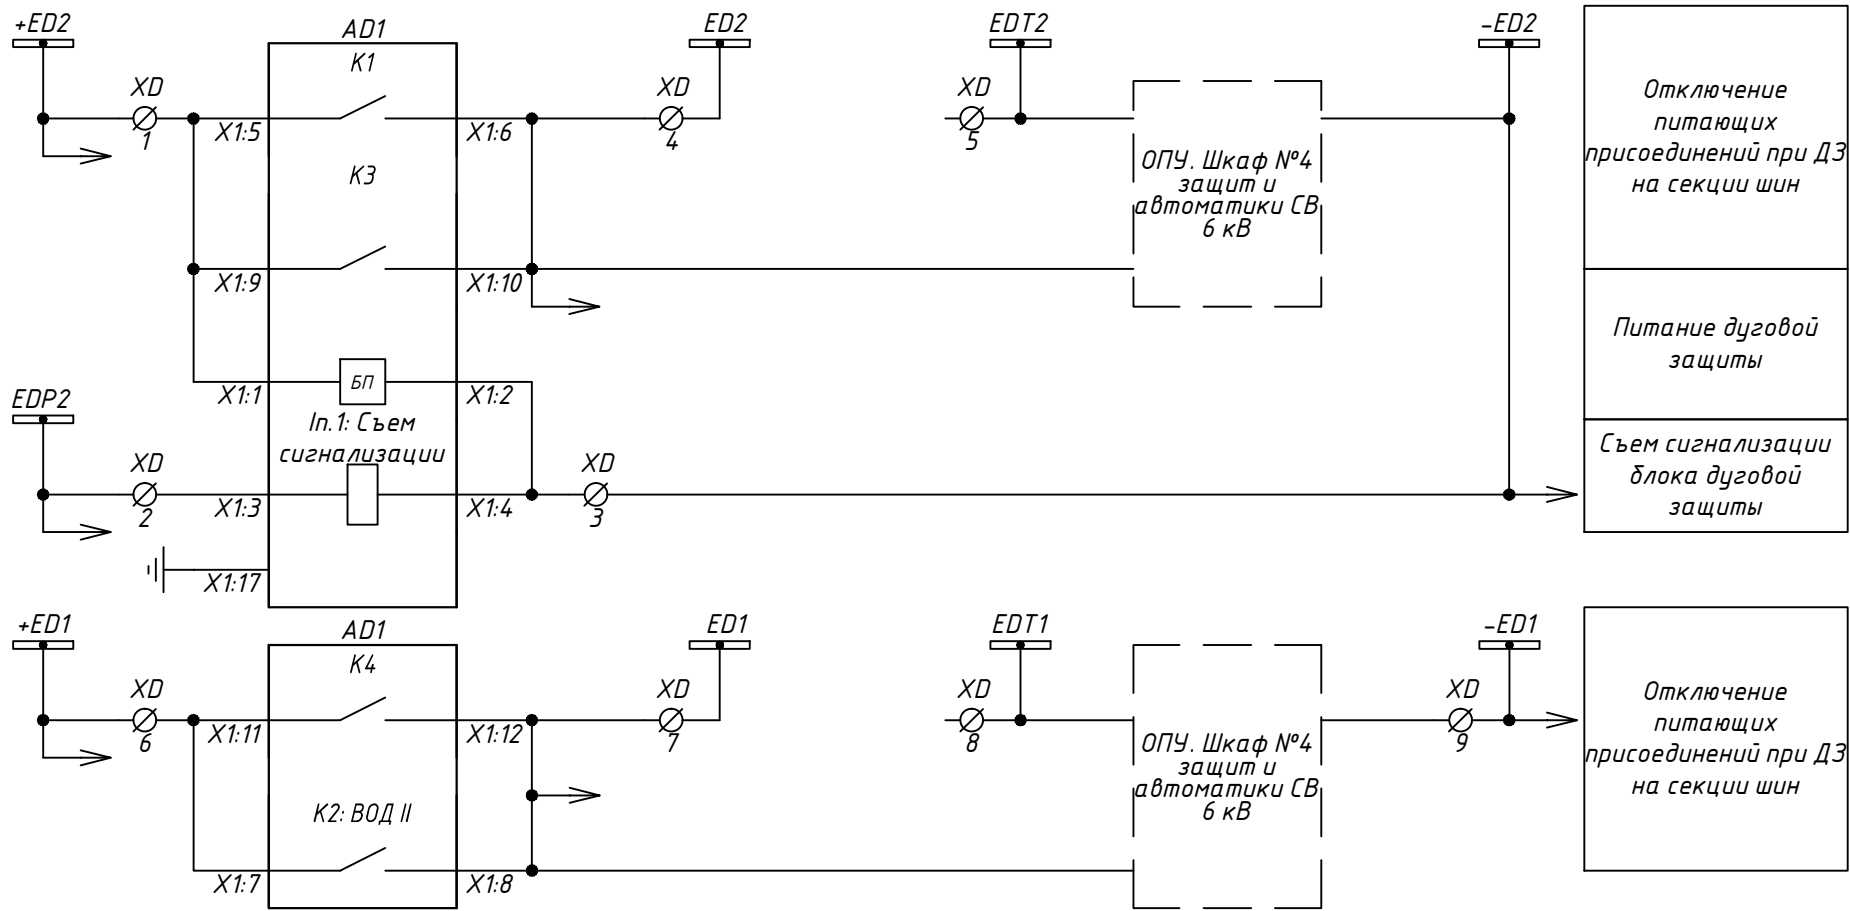 +ED2
AD1
ED2
EDT2
-ED2
K1
XD
XD
XD
1
X1:5
X1:6
4
5
Отключение
питающих
присоединений при ДЗ
на секции шин
K3
ОПУ. Шкаф №4
защит и
автоматики СВ
6 кВ
X1:9
X1:10
Питание дуговой
защиты
БП
X1:1
X1:2
EDP2
In.1: Съем
сигнализации
XD
XD
2
X1:3
X1:4
3
Съем сигнализации
блока дуговой
защиты
X1:17
+ED1
AD1
ED1
EDT1
-ED1
K4
XD
XD
XD
XD
6
X1:11
X1:12
7
8
9
ОПУ. Шкаф №4
защит и
автоматики СВ
6 кВ
Отключение
питающих
присоединений при ДЗ
на секции шин
К2: ВОД II
X1:7
X1:8